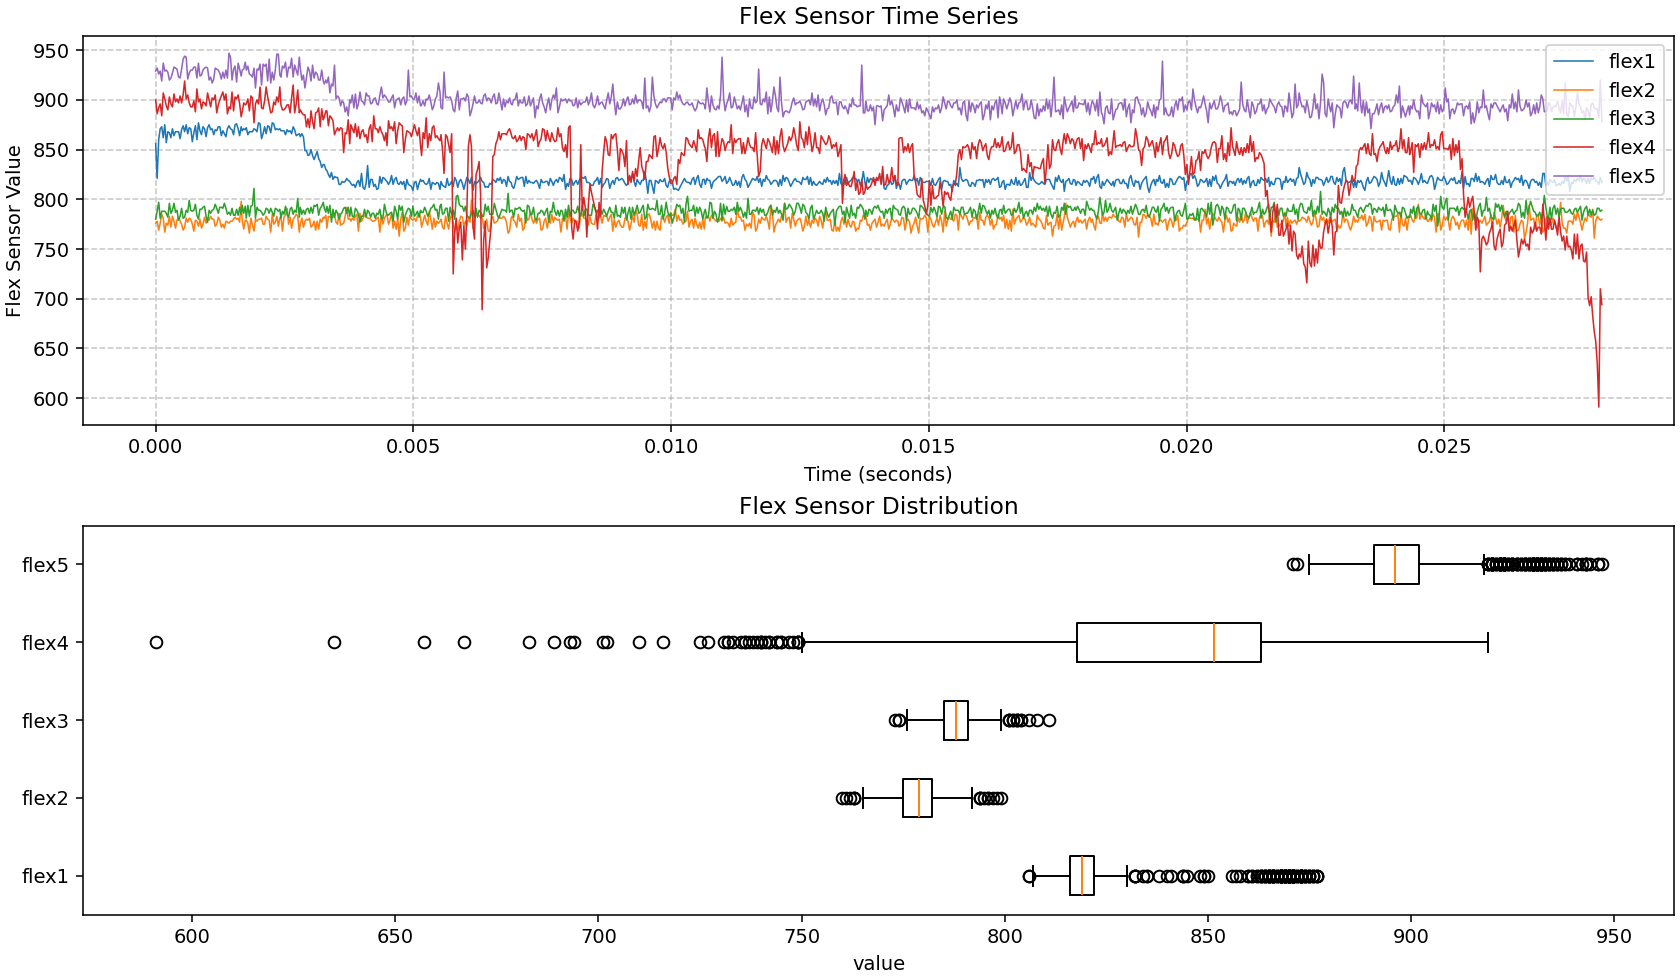 Flex Sensor Time Series
Flex Sensor Value
950
900
850
800
750
700
650
600
flex1
flex2
flex3
flex4
flex5
0.000 0.005 0.010 0.015 0.020 0.025
Time (seconds)
Flex Sensor Distribution
flex5
flex4
flex3
flex2
flex1
600 650 700 750 800 850 900 950
value